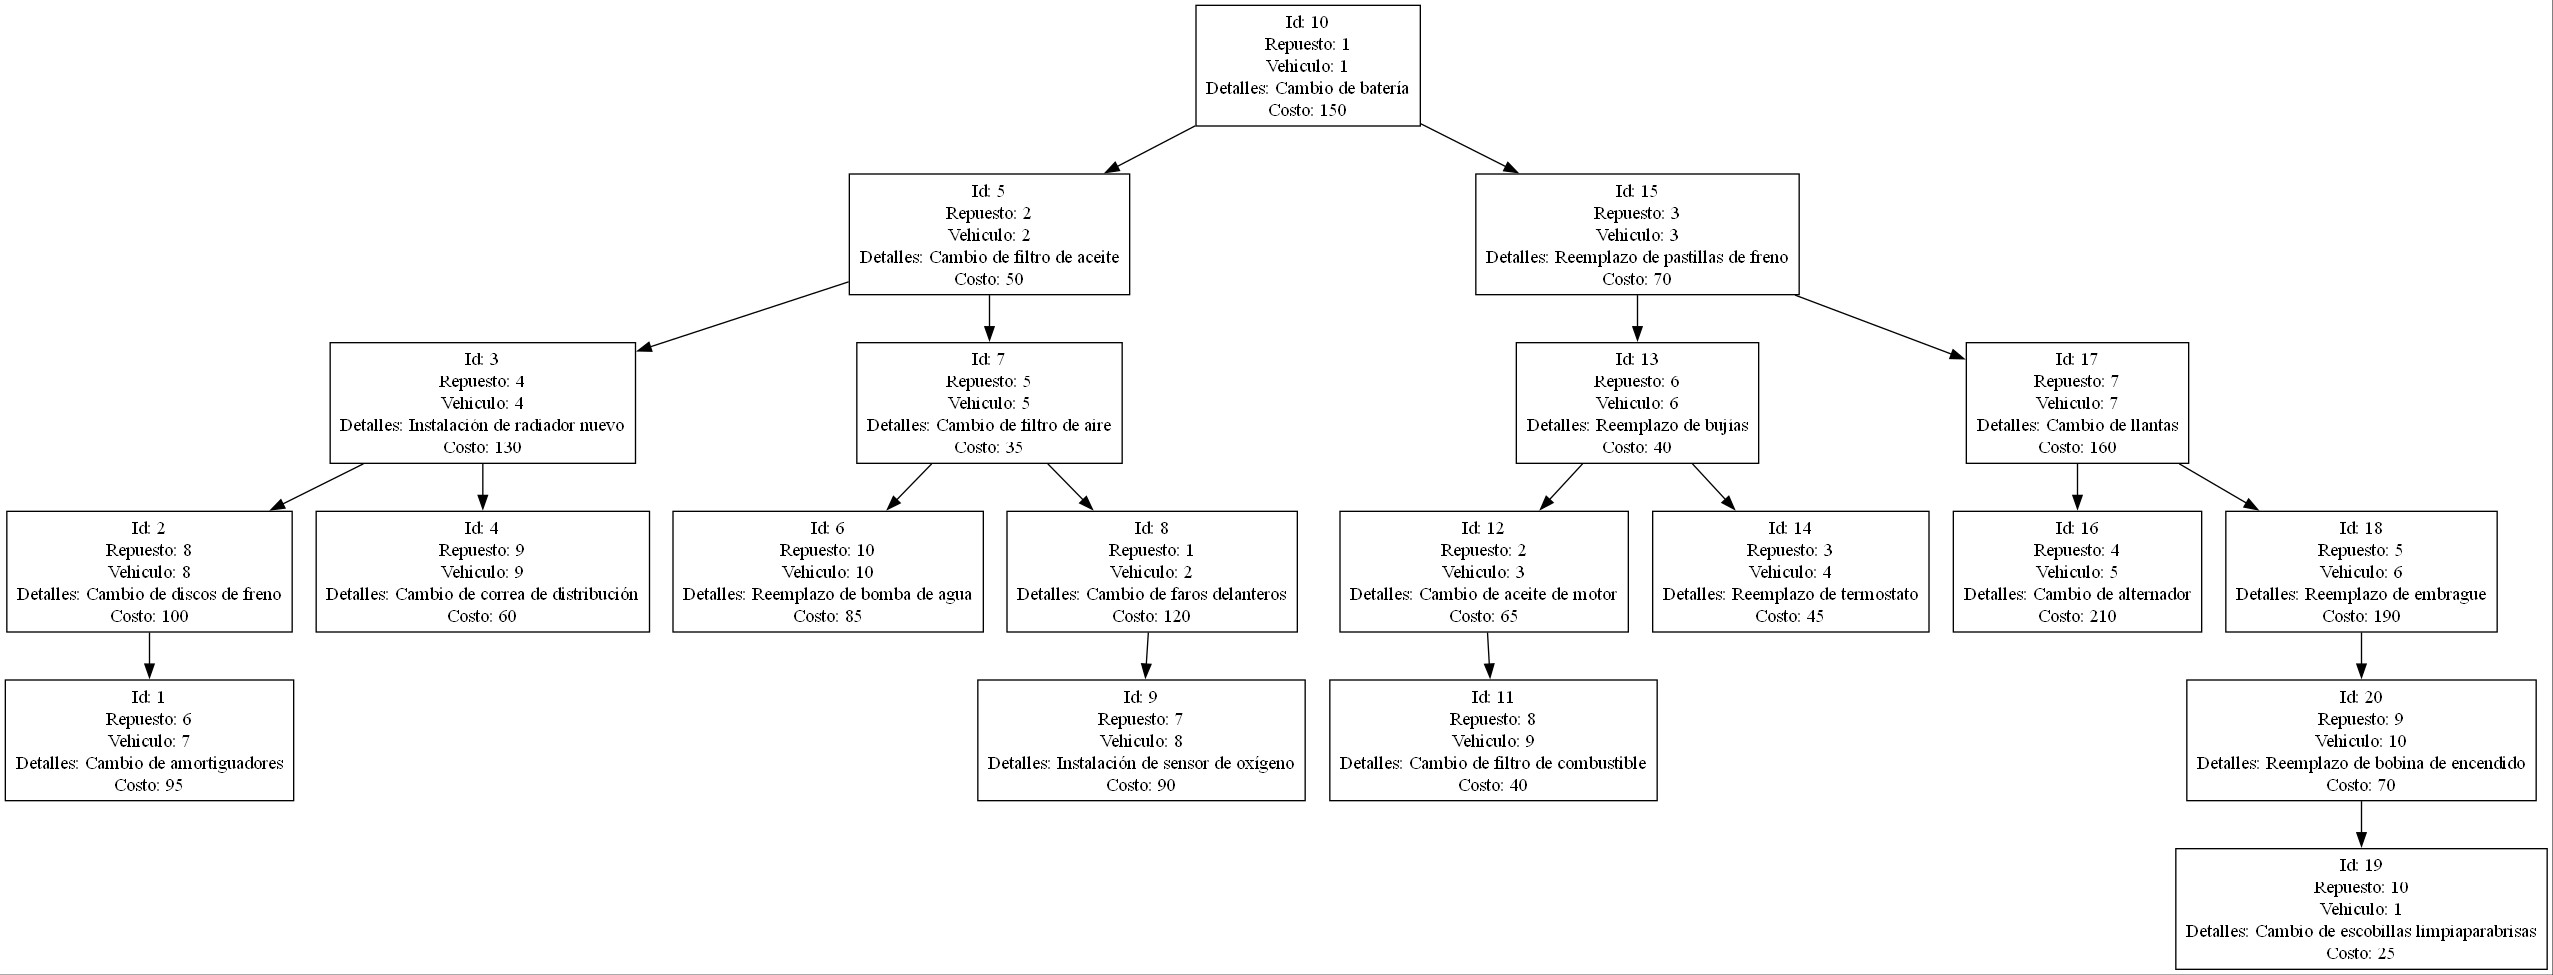 Id: 10
Repuesto: 1
Vehiculo: 1
Detalles: Cambio de batería
Costo: 150
Id: 5
Repuesto: 2
Vehiculo: 2
Detalles: Cambio de filtro de aceite
Costo: 50
Id: 15
Repuesto: 3
Vehiculo: 3
Detalles: Reemplazo de pastillas de freno
Costo: 70
Id: 3
Repuesto: 4
Vehiculo: 4
Detalles: Instalación de radiador nuevo
Costo: 130
Id: 7
Repuesto: 5
Vehiculo: 5
Detalles: Cambio de filtro de aire
Costo: 35
Id: 13
Repuesto: 6
Vehiculo: 6
Detalles: Reemplazo de bujías
Costo: 40
Id: 17
Repuesto: 7
Vehiculo: 7
Detalles: Cambio de llantas
Costo: 160
Id: 2
Repuesto: 8
Vehiculo: 8
Detalles: Cambio de discos de freno
Costo: 100
Id: 4
Repuesto: 9
Vehiculo: 9
Detalles: Cambio de correa de distribución
Costo: 60
Id: 6
Repuesto: 10
Vehiculo: 10
Detalles: Reemplazo de bomba de agua
Costo: 85
Id: 8
Repuesto: 1
Vehiculo: 2
Detalles: Cambio de faros delanteros
Costo: 120
Id: 12
Repuesto: 2
Vehiculo: 3
Detalles: Cambio de aceite de motor
Costo: 65
Id: 14
Repuesto: 3
Vehiculo: 4
Detalles: Reemplazo de termostato
Costo: 45
Id: 16
Repuesto: 4
Vehiculo: 5
Detalles: Cambio de alternador
Costo: 210
Id: 18
Repuesto: 5
Vehiculo: 6
Detalles: Reemplazo de embrague
Costo: 190
Id: 1
Repuesto: 6
Vehiculo: 7
Detalles: Cambio de amortiguadores
Costo: 95
Id: 9
Repuesto: 7
Vehiculo: 8
Detalles: Instalación de sensor de oxígeno
Costo: 90
Id: 11
Repuesto: 8
Vehiculo: 9
Detalles: Cambio de filtro de combustible
Costo: 40
Id: 20
Repuesto: 9
Vehiculo: 10
Detalles: Reemplazo de bobina de encendido
Costo: 70
Id: 19
Repuesto: 10
Vehiculo: 1
Detalles: Cambio de escobillas limpiaparabrisas
Costo: 25